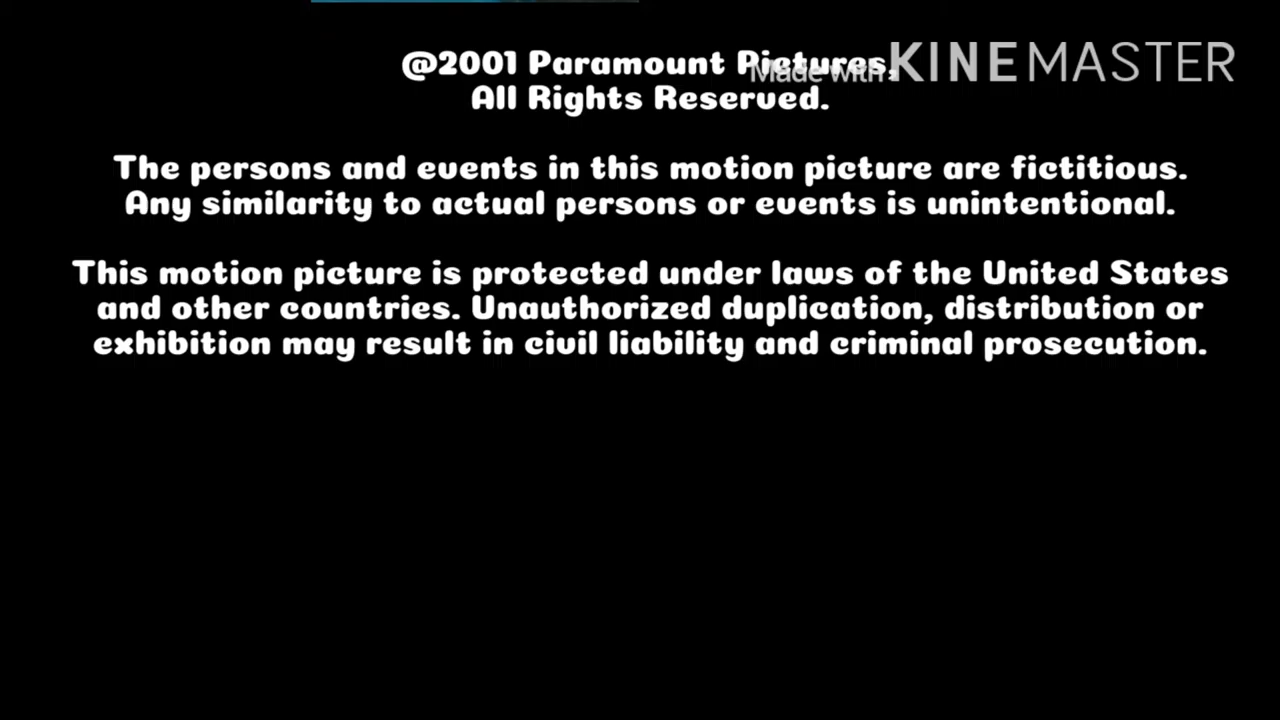 @2001 Paramount Pictures.
Made with KINEMASTER
All Rights Reserved.
The persons and events in this motion picture are fictitious.
Any similarity to actual persons or events is unintentional.
This motion picture is protected under laws of the United States
and other countries. Unauthorized duplication, distribution or
exhibition may result in civil liability and criminal prosecution.